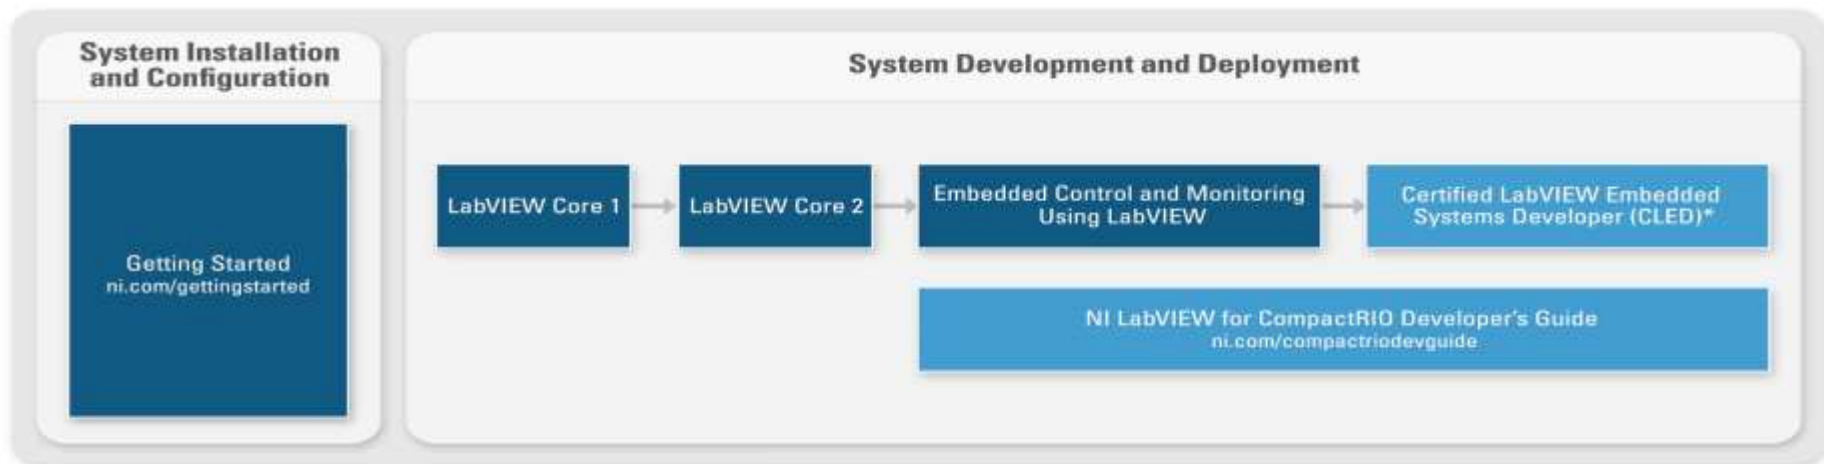 System Installation
and Configuration
Getting Started
ni.com/gettingstarted
System Development and Deployment
LabVIEW Core 1
LabVIEW Core 2
Embedded Control and Monitoring
Using LabVIEW
Certified LabVIEW Embedded
Systems Developer (CLED)*
NI LabVIEW for CompactRIO Developer's Guide
ni.com/compactriodevguide